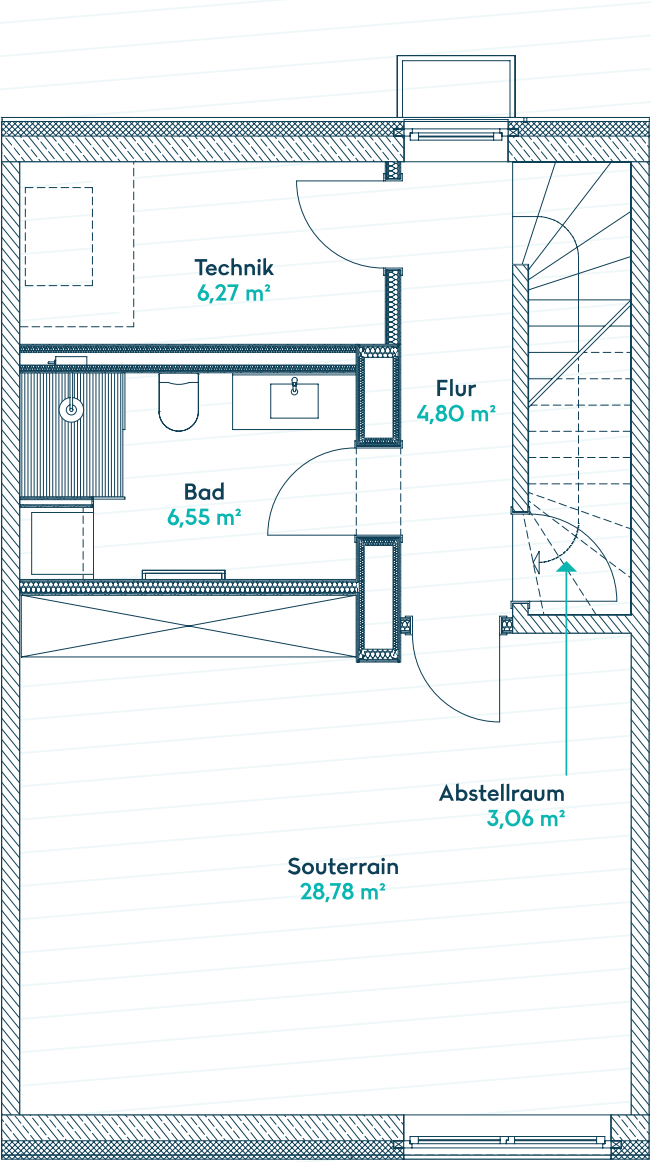 Technik
6,27 m²
Flur
4,80 m²
Bad
6,55 m²
Abstellraum
3,06 m²
Souterrain
28,78 m²